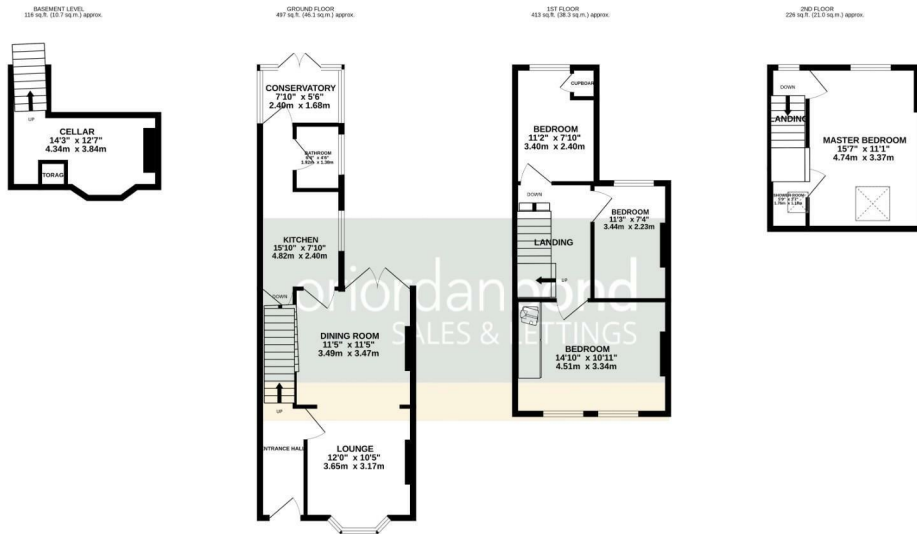 BASEMENT LEVEL
116 sq.ft. (10.7 sq.m.) approx.
UP
CELLAR
14'3" x 12'7"
4.34m x 3.84m
TORAG
GROUND FLOOR
497 sq.ft. (46.1 sq.m.) approx.
CONSERVATORY
7'10" x 5'6"
2.40m x 1.68m
BATHROOM
KITCHEN
15'10" x 7'10"
4.82m x 2.40m
DOWN
DINING ROOM
11'5" x 11'5"
3.49m x 3.47m
UP
NTRANCE HALL
LOUNGE
12'0" x 10'5"
3.65m x 3.17m
1ST FLOOR
413 sq.ft. (38.3 sq.m.) approx.
CUPBOAR
BEDROOM
11'2" x 7'10"
3.40m x 2.40m
DOWN
BEDROOM
11'3" x 7'4"
3.44m x 2.23m
LANDING
UP
BEDROOM
14'10" x 10'11"
4.51m x 3.34m
2ND FLOOR
226 sq.ft. (21.0 sq.m.) approx.
DOWN
LANDING
MASTER BEDROOM
15'7" x 11'1"
4.74m x 3.37m
SHOWER ROOM
oriordanbond
SALES & LETTINGS